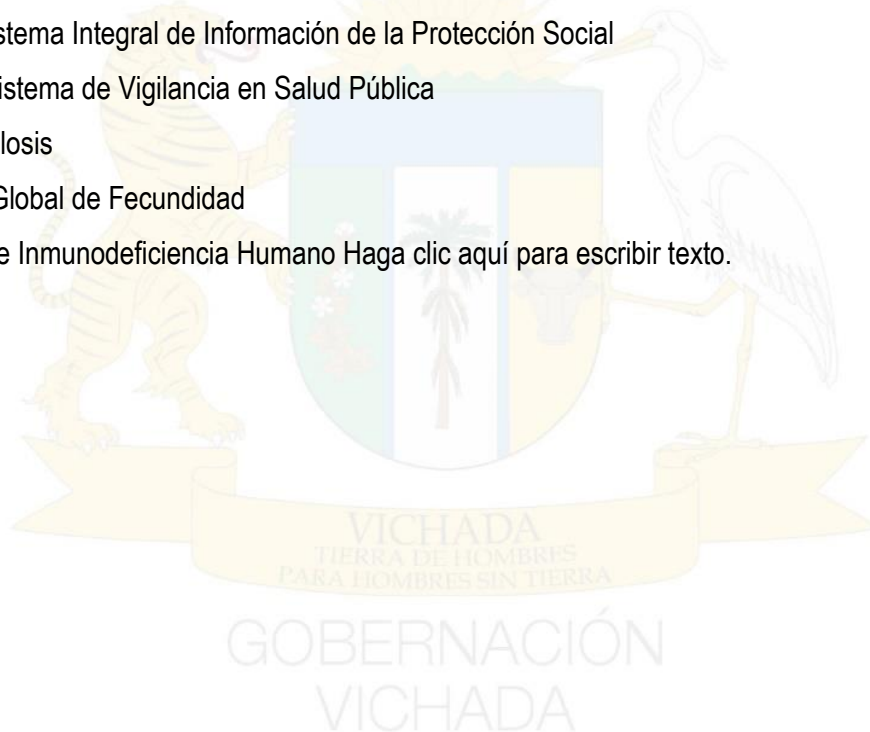 stema Integral de Información de la Protección Social
istema de Vigilancia en Salud Pública
losis
Global de Fecundidad
e Inmunodeficiencia Humano Haga clic aquí para escribir texto.
VICHADA
TIERRA DE HOMBRES
PARA HOMBRES SIN TIERRA
GOBERNACIÓN
VICHADA